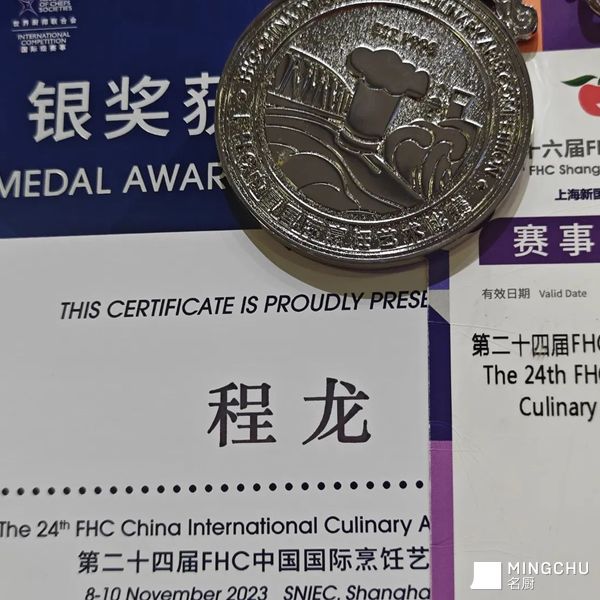 OF CHEFS
SOCIETIES
世界厨师联合会
INTERNATIONAL
COMPETITION
国际级赛事
银奖获
MEDAL AWAR
THIS CERTIFICATE IS PROUDLY PRESE
程龙
The 24th FHC China International Culinary A
第二十四届FHC中国国际烹饪艺
8-10 November 2023 SNIEC, Shangha
十六届FH
FHC Shang
上海新国
赛事
有效日期 Valid Date
第二十四届FHC
The 24th FHC
Culinary
MINGCHU
名厨